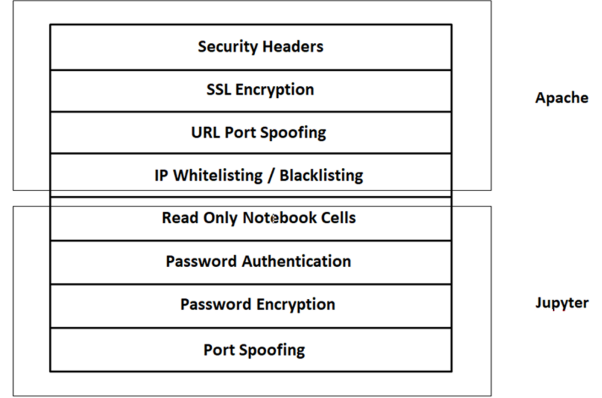 Security Headers
SSL Encryption
URL Port Spoofing
IP Whitelisting / Blacklisting
Apache
Read Only Notebook Cells
Password Authentication
Password Encryption
Port Spoofing
Jupyter